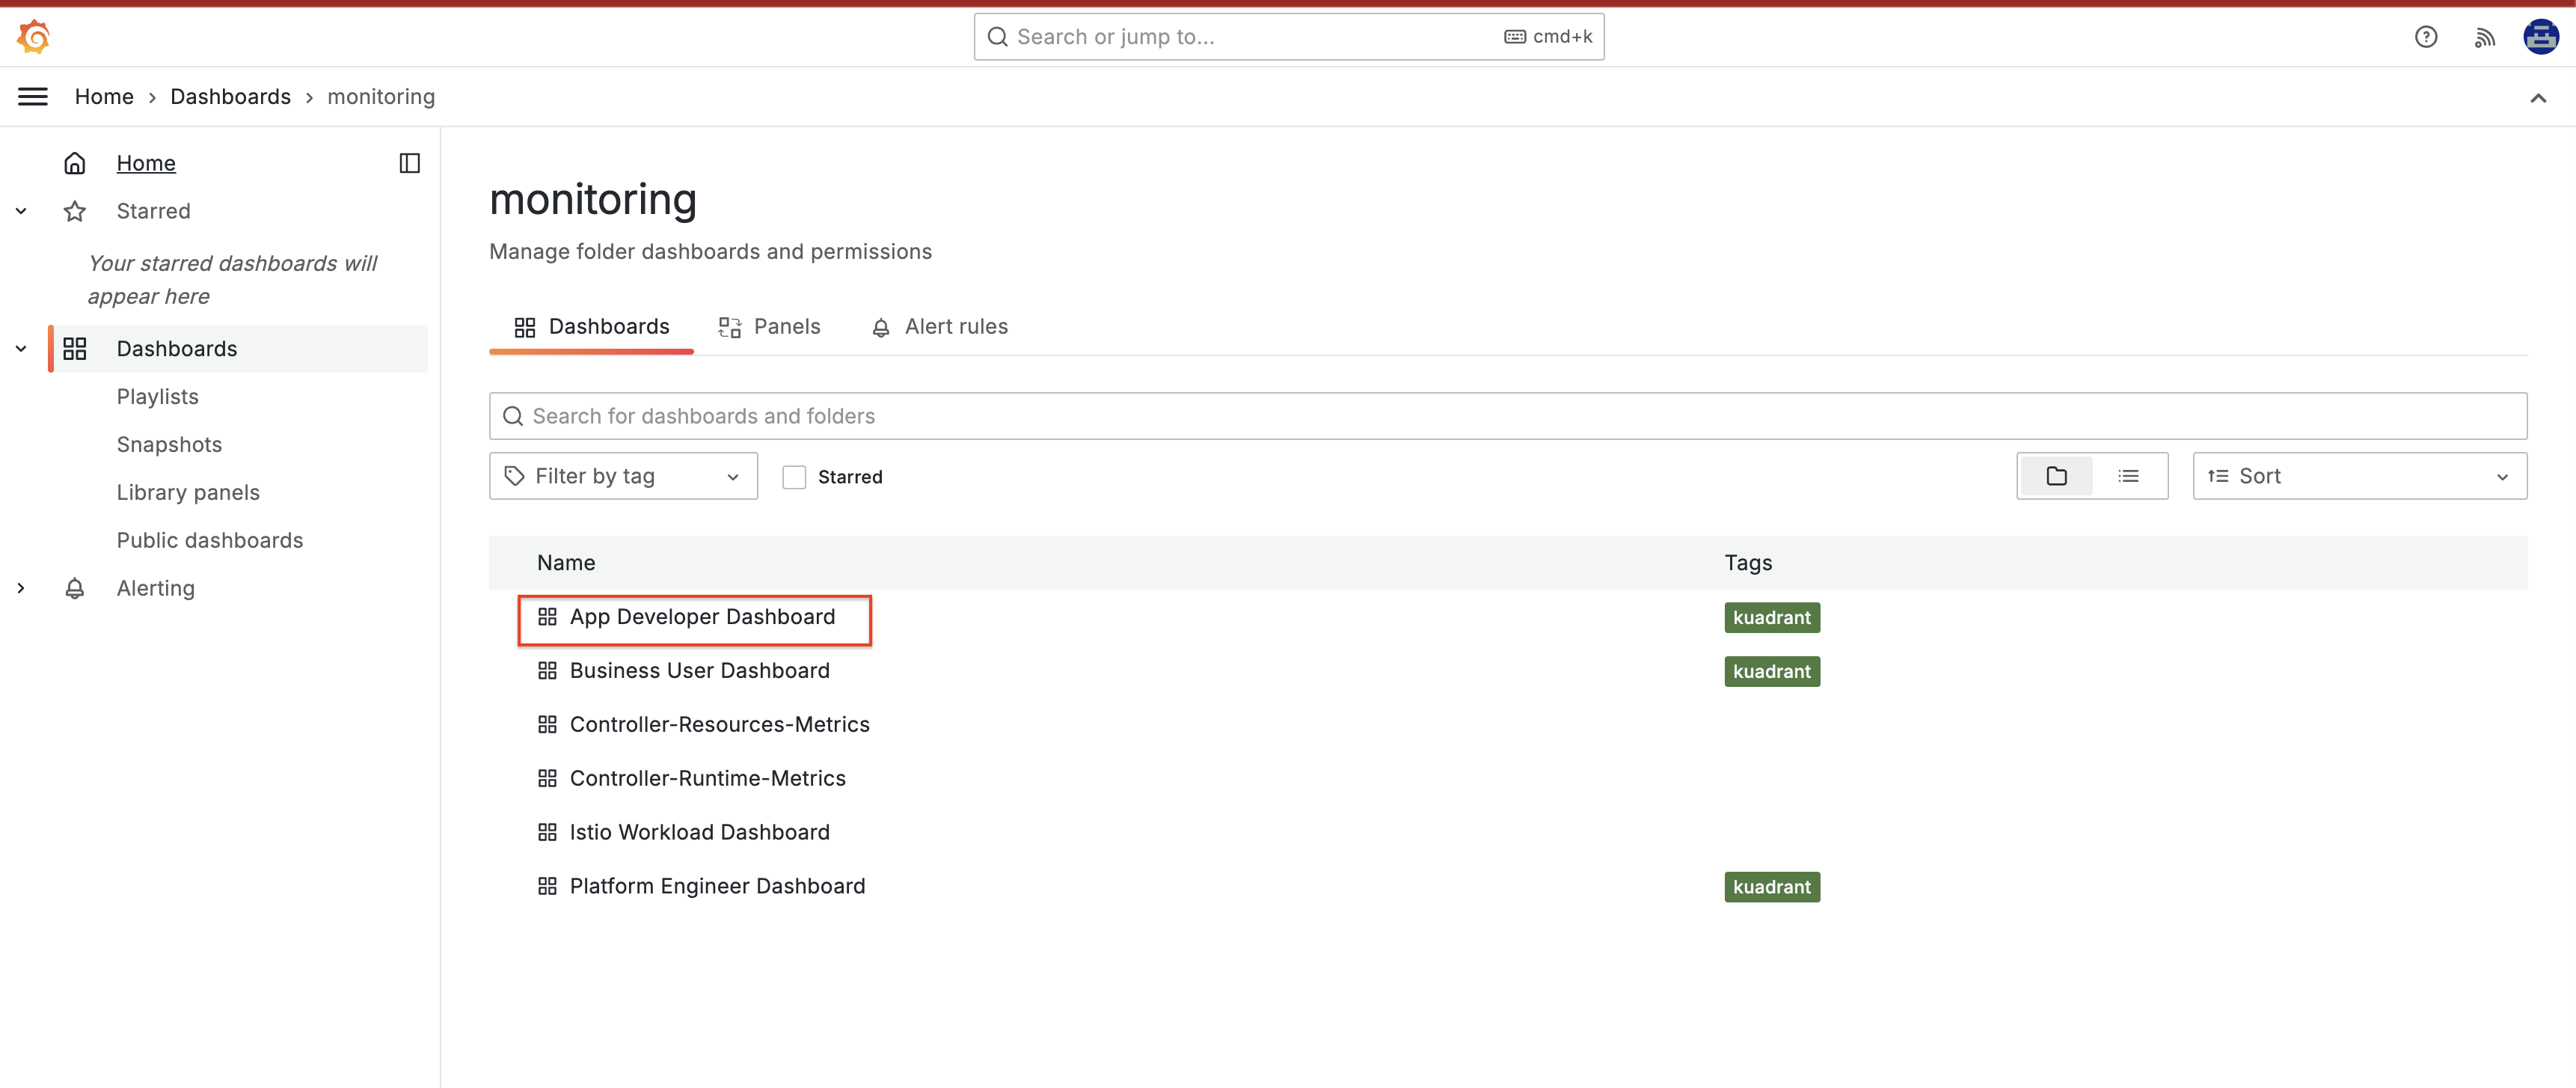 Search or jump to...
cmd+k
Home
Dashboards
monitoring
Home
Starred
Your starred dashboards will
appear here
Dashboards
Playlists
Snapshots
Library panels
Public dashboards
Alerting
monitoring
Manage folder dashboards and permissions
Dashboards
Panels
Alert rules
Search for dashboards and folders
Filter by tag
Starred
Sort
Name
Tags
App Developer Dashboard
kuadrant
Business User Dashboard
kuadrant
Controller-Resources-Metrics
Controller-Runtime-Metrics
Istio Workload Dashboard
Platform Engineer Dashboard
kuadrant